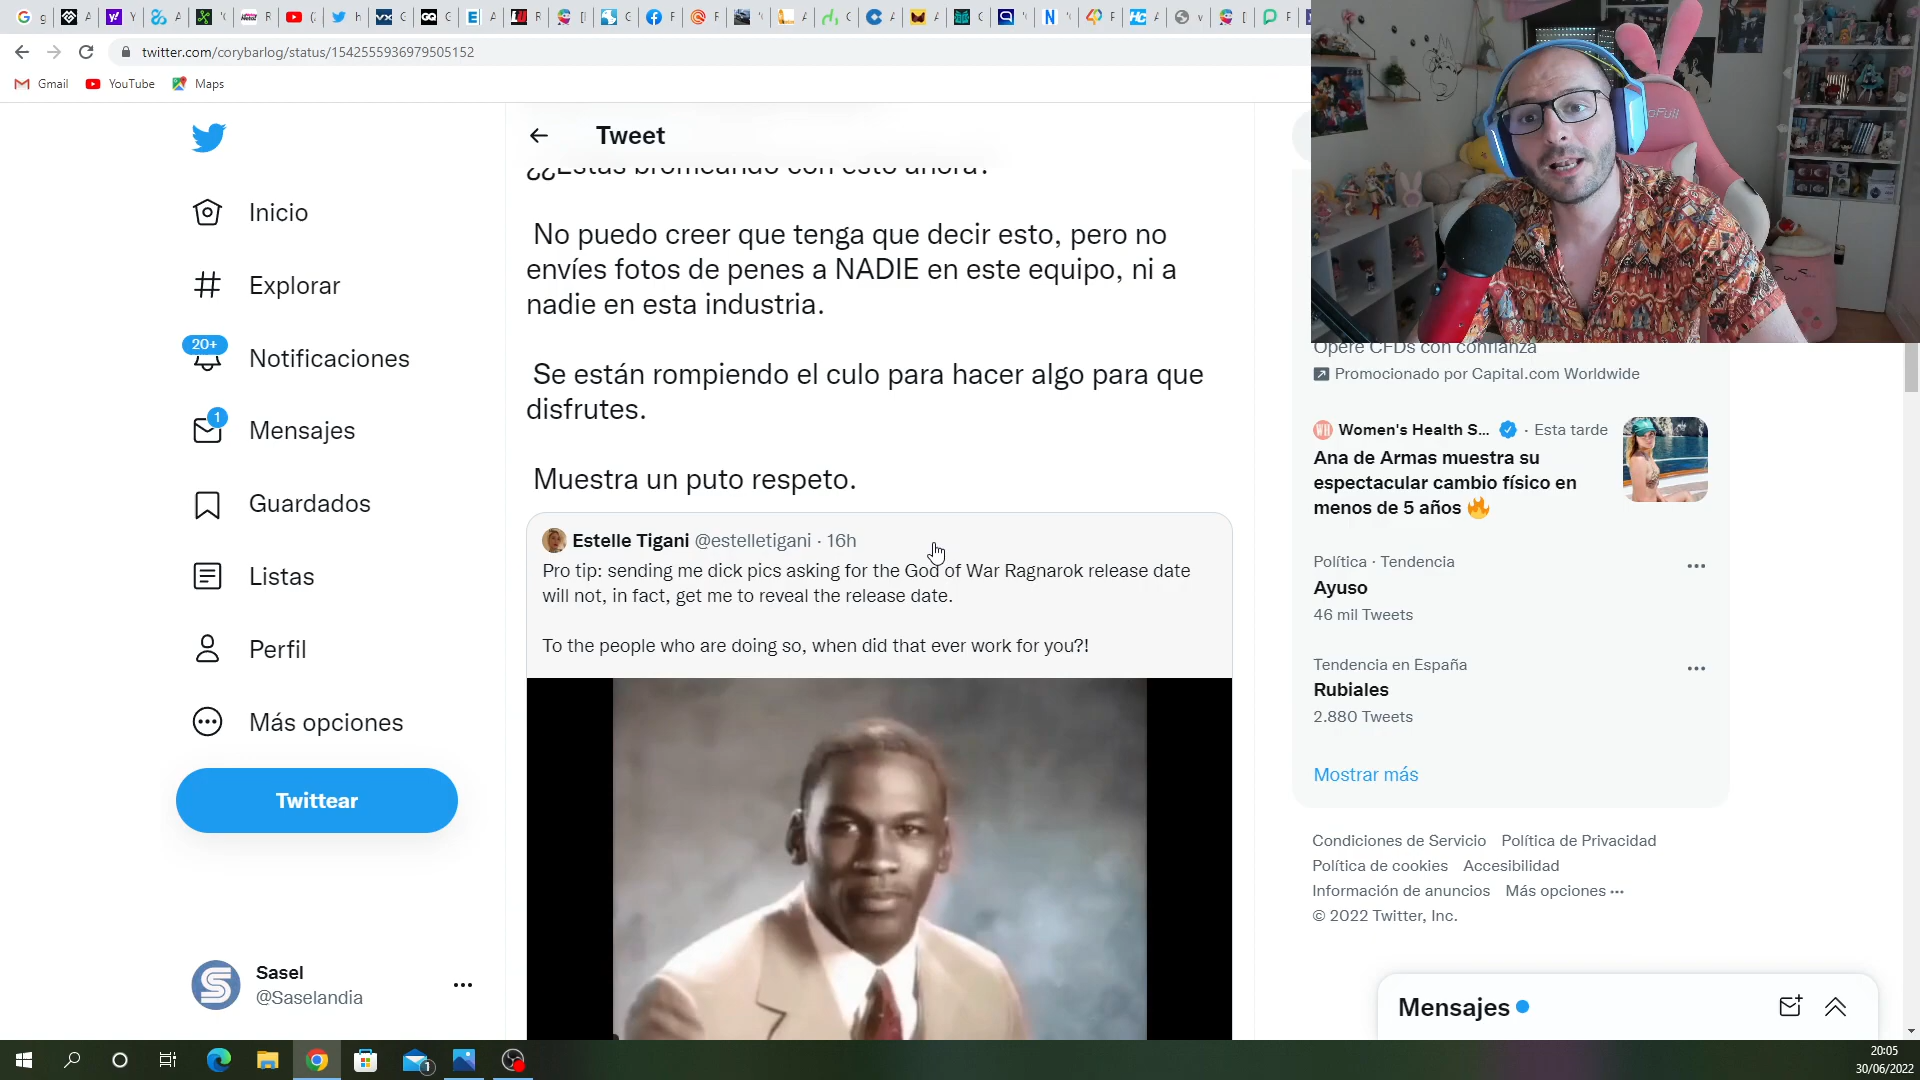 twitter.com/corybarlog/status/1542555936979505152
Gmail
YouTube
Maps
Tweet
¿¿Estás bromeando con esto ahora?
No puedo creer que tenga que decir esto, pero no
envíes fotos de penes a NADIE en este equipo, ni a
nadie en esta industria.
Se están rompiendo el culo para hacer algo para que
disfrutes.
Muestra un puto respeto.
Estelle Tigani @estelletigani · 16h
Pro tip: sending me dick pics asking for the God of War Ragnarok release date
will not, in fact, get me to reveal the release date.
To the people who are doing so, when did that ever work for you?!
Inicio
Explorar
20+
Notificaciones
1
Mensajes
Guardados
Listas
Perfil
Más opciones
Twittear
Sasel
@Saselandia
Opere CFDs con confianza
Promocionado por Capital.com Worldwide
Women's Health S... · Esta tarde
Ana de Armas muestra su
espectacular cambio físico en
menos de 5 años
Política · Tendencia
Ayuso
46 mil Tweets
Tendencia en España
Rubiales
2.880 Tweets
Mostrar más
Condiciones de Servicio Política de Privacidad
Política de cookies Accesibilidad
Información de anuncios Más opciones ···
© 2022 Twitter, Inc.
Mensajes
1
20:05
30/06/2022